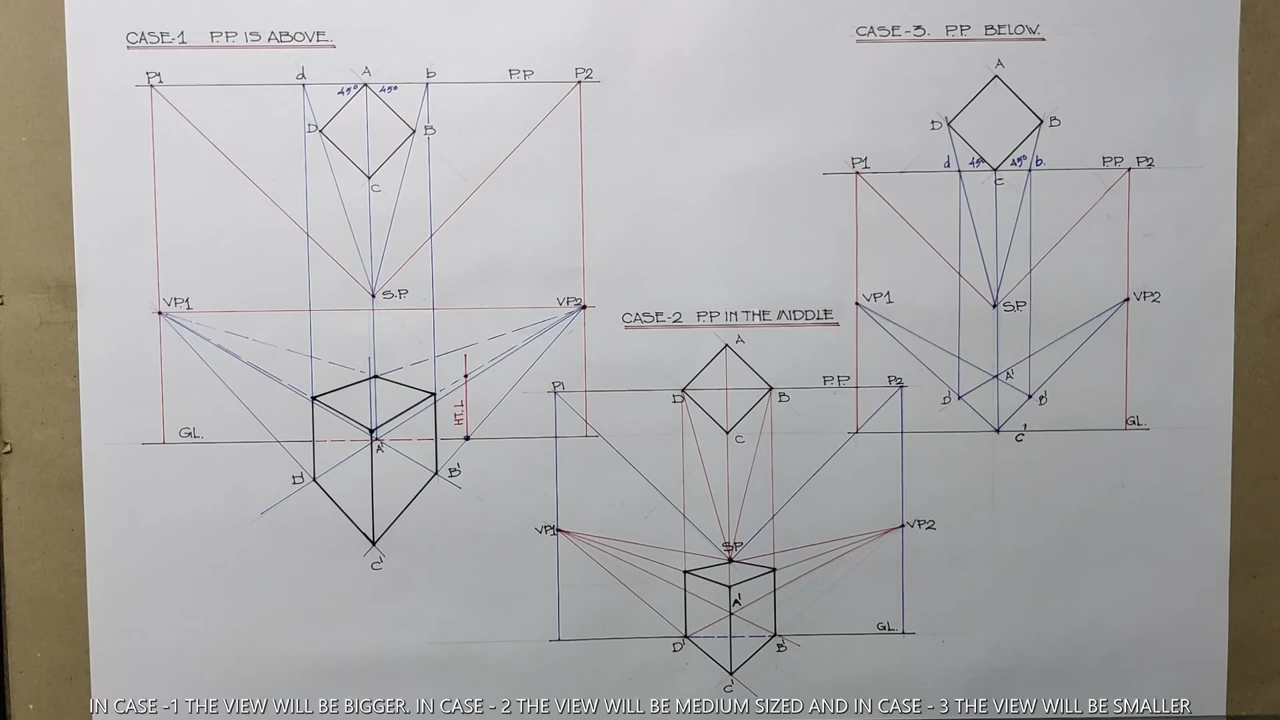 CASE-1 P.P. IS ABOVE.
P1 d A b P.P P2
45° 45°
D B
C
S.P.
VP1 VP2
HT.L
GL.
A'
D' B'
C'
CASE-2 P.P IN THE MIDDLE
A
P1 P.P. P2
D B
C
VP1 VP2
S.P
A'
GL.
D' B'
C'
CASE-3. P.P BELOW.
A
D B
P1 d 45° 45° b. P.P P2
C
S.P.
VP1 VP2
A'
D' B'
GL.
C'
IN CASE -1 THE VIEW WILL BE BIGGER. IN CASE - 2 THE VIEW WILL BE MEDIUM SIZED AND IN CASE - 3 THE VIEW WILL BE SMALLER